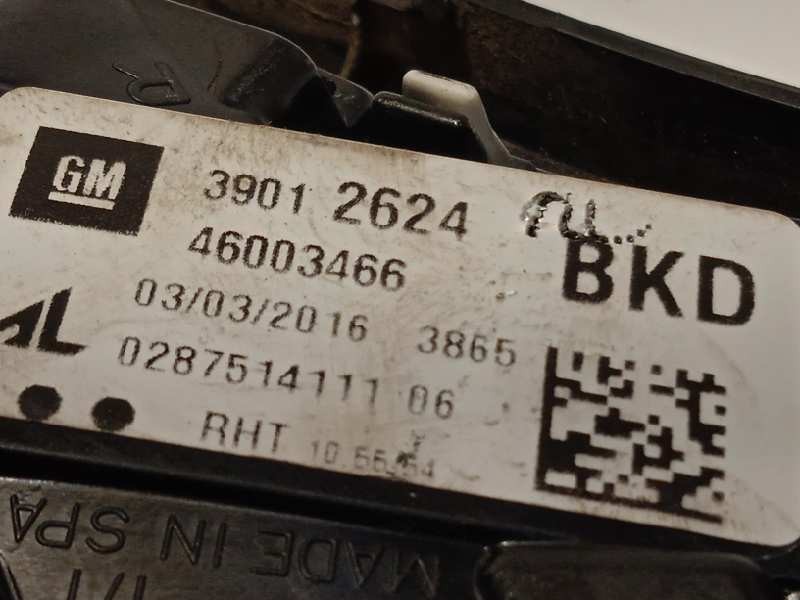 GM
3901 2624
46003466
BKD
03/03/2016 3865
0287514111 06
RHT
MADE IN SPA